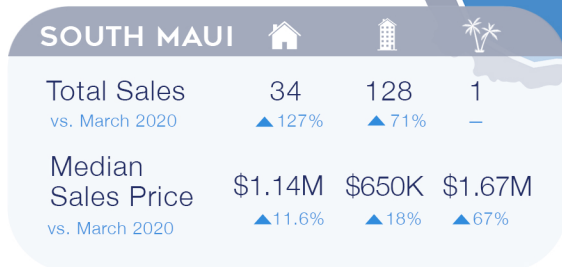 SOUTH MAUI
Total Sales 34 128 1
vs. March 2020 ▲127% ▲71% –
Median
Sales Price $1.14M $650K $1.67M
vs. March 2020 ▲11.6% ▲18% ▲67%